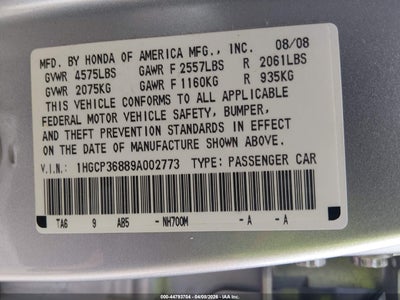 MFD. BY HONDA OF AMERICA MFG., INC. 08/08
GVWR 4575LBS GAWR F 2557LBS R 2061LBS
GVWR 2075KG GAWR F 1160KG R 935KG
THIS VEHICLE CONFORMS TO ALL APPLICABLE
FEDERAL MOTOR VEHICLE SAFETY, BUMPER,
AND THEFT PREVENTION STANDARDS IN EFFECT
ON THE DATE OF MANUFACTURE SHOWN ABOVE.
V.I.N.: 1HGCP36889A002773 TYPE: PASSENGER CAR
TA6 9 AB5 - NH700M - A - A
000-44793784 - 04/09/2026 - IAA Inc.